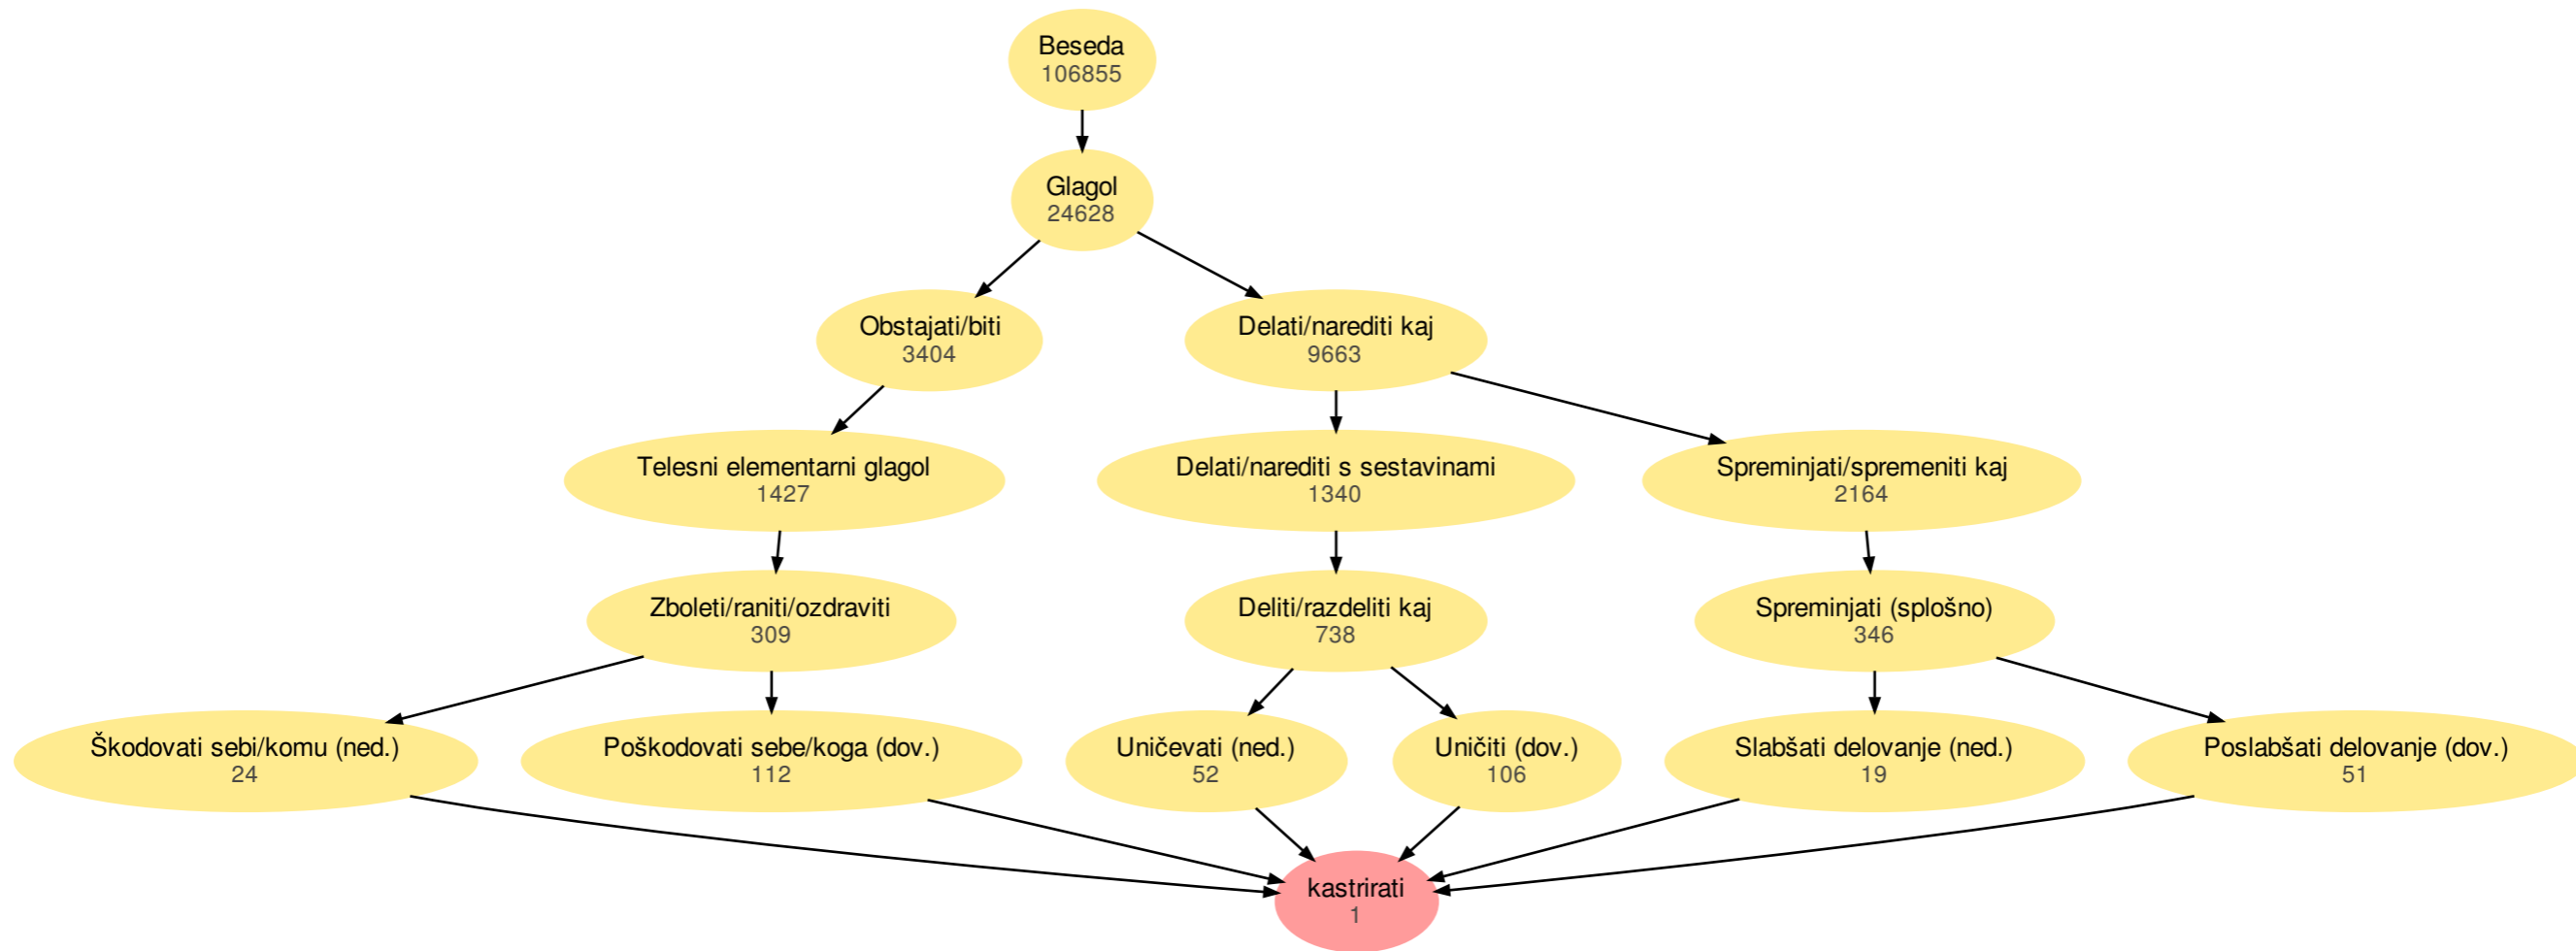 Beseda
106855
Glagol
24628
Obstajati/biti
3404
Delati/narediti kaj
9663
Telesni elementarni glagol
1427
Delati/narediti s sestavinami
1340
Spreminjati/spremeniti kaj
2164
Zboleti/raniti/ozdraviti
309
Deliti/razdeliti kaj
738
Spreminjati (splošno)
346
Škodovati sebi/komu (ned.)
24
Poškodovati sebe/koga (dov.)
112
Uničevati (ned.)
52
Uničiti (dov.)
106
Slabšati delovanje (ned.)
19
Poslabšati delovanje (dov.)
51
kastrirati
1